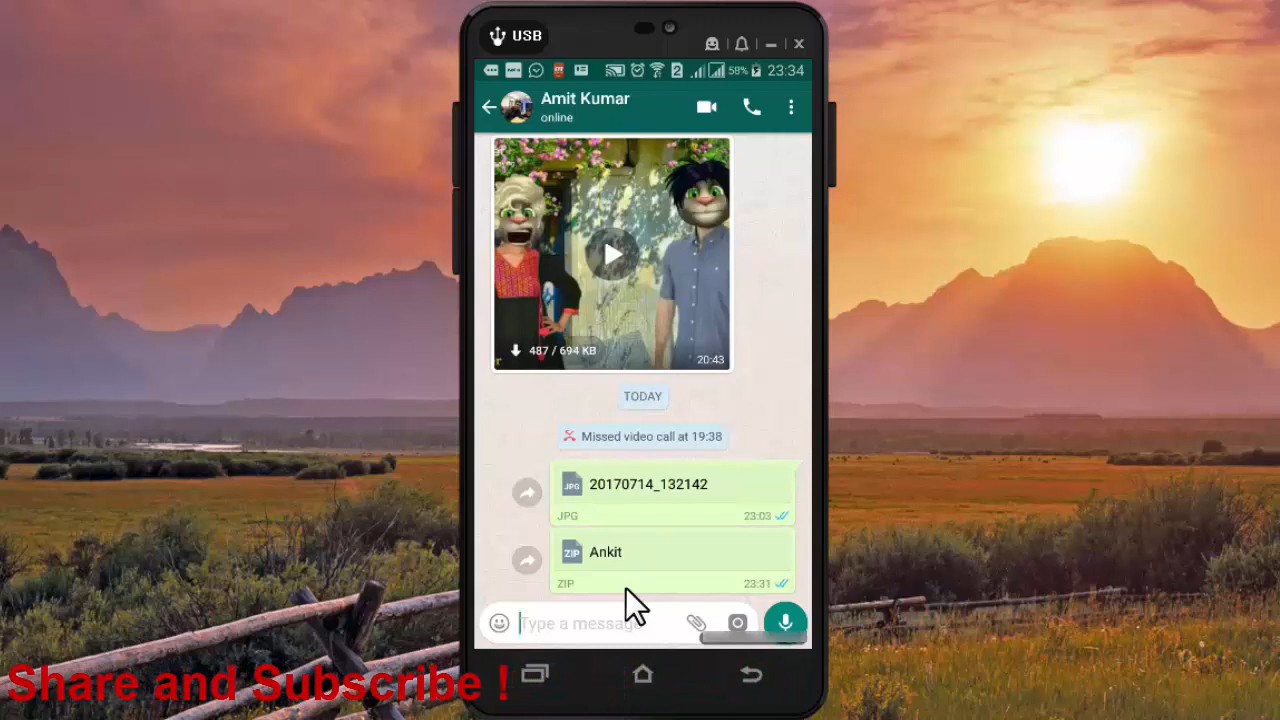 USB
2 58% 23:34
Amit Kumar
online
487 / 694 KB
20:43
TODAY
Missed video call at 19:38
JPG 20170714_132142
JPG 23:03
ZIP Ankit
ZIP 23:31
Type a message
Share and Subscribe !